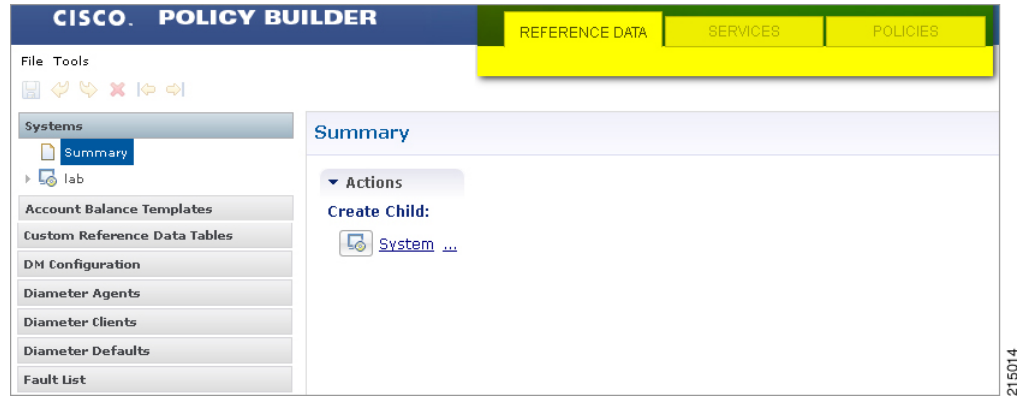 CISCO. POLICY BUILDER
REFERENCE DATA SERVICES POLICIES
File Tools
Systems
Summary
lab
Account Balance Templates
Custom Reference Data Tables
DM Configuration
Diameter Agents
Diameter Clients
Diameter Defaults
Fault List
Summary
Actions
Create Child:
System ...
215014